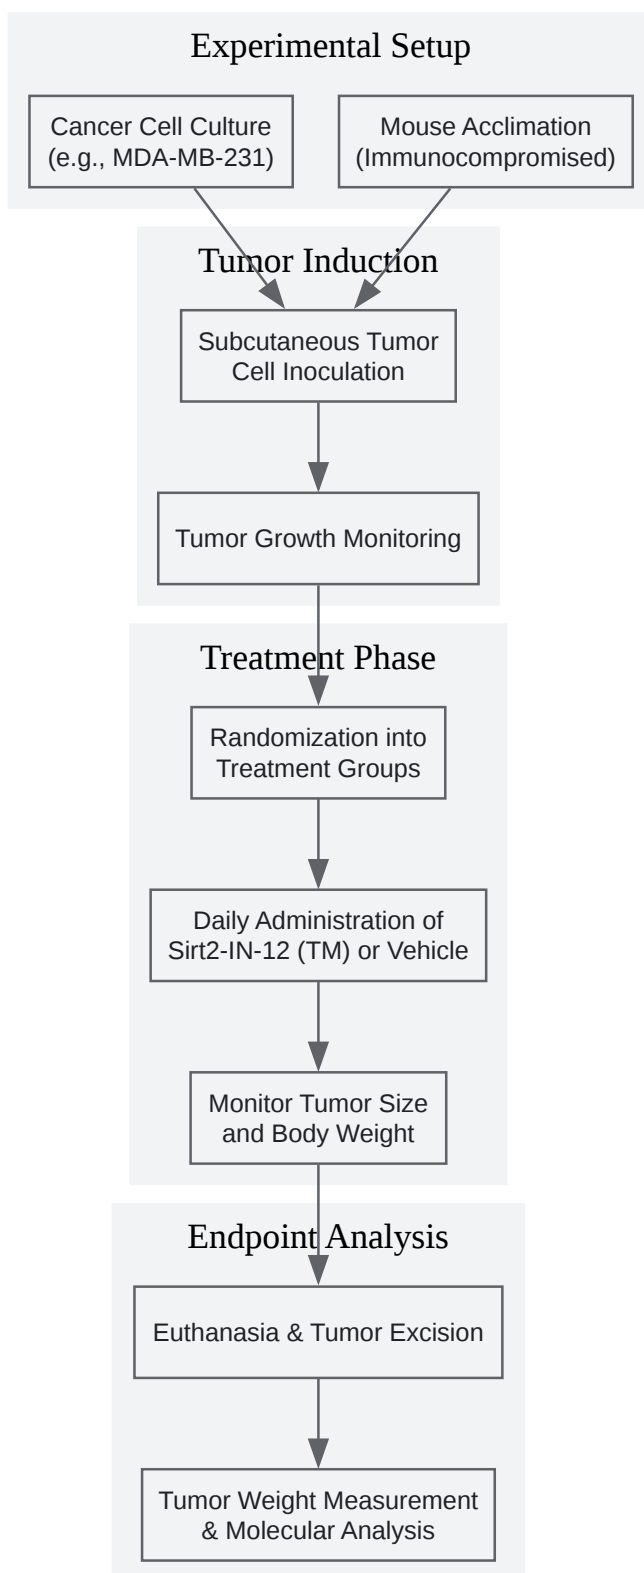 Experimental Setup
Cancer Cell Culture
(e.g., MDA-MB-231)
Mouse Acclimation
(Immunocompromised)
Tumor Induction
Subcutaneous Tumor
Cell Inoculation
Tumor Growth Monitoring
Treatment Phase
Randomization into
Treatment Groups
Daily Administration of
Sirt2-IN-12 (TM) or Vehicle
Monitor Tumor Size
and Body Weight
Endpoint Analysis
Euthanasia & Tumor Excision
Tumor Weight Measurement
& Molecular Analysis